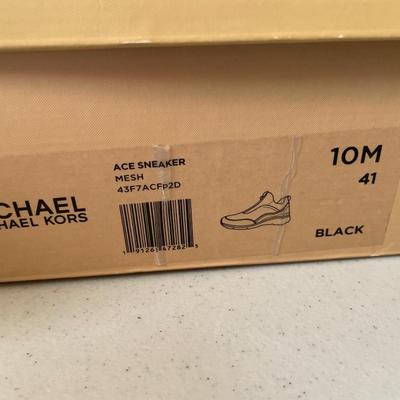 CHAEL
HAEL KORS
ACE SNEAKER
MESH
43F7ACFP2D
10M
41
BLACK